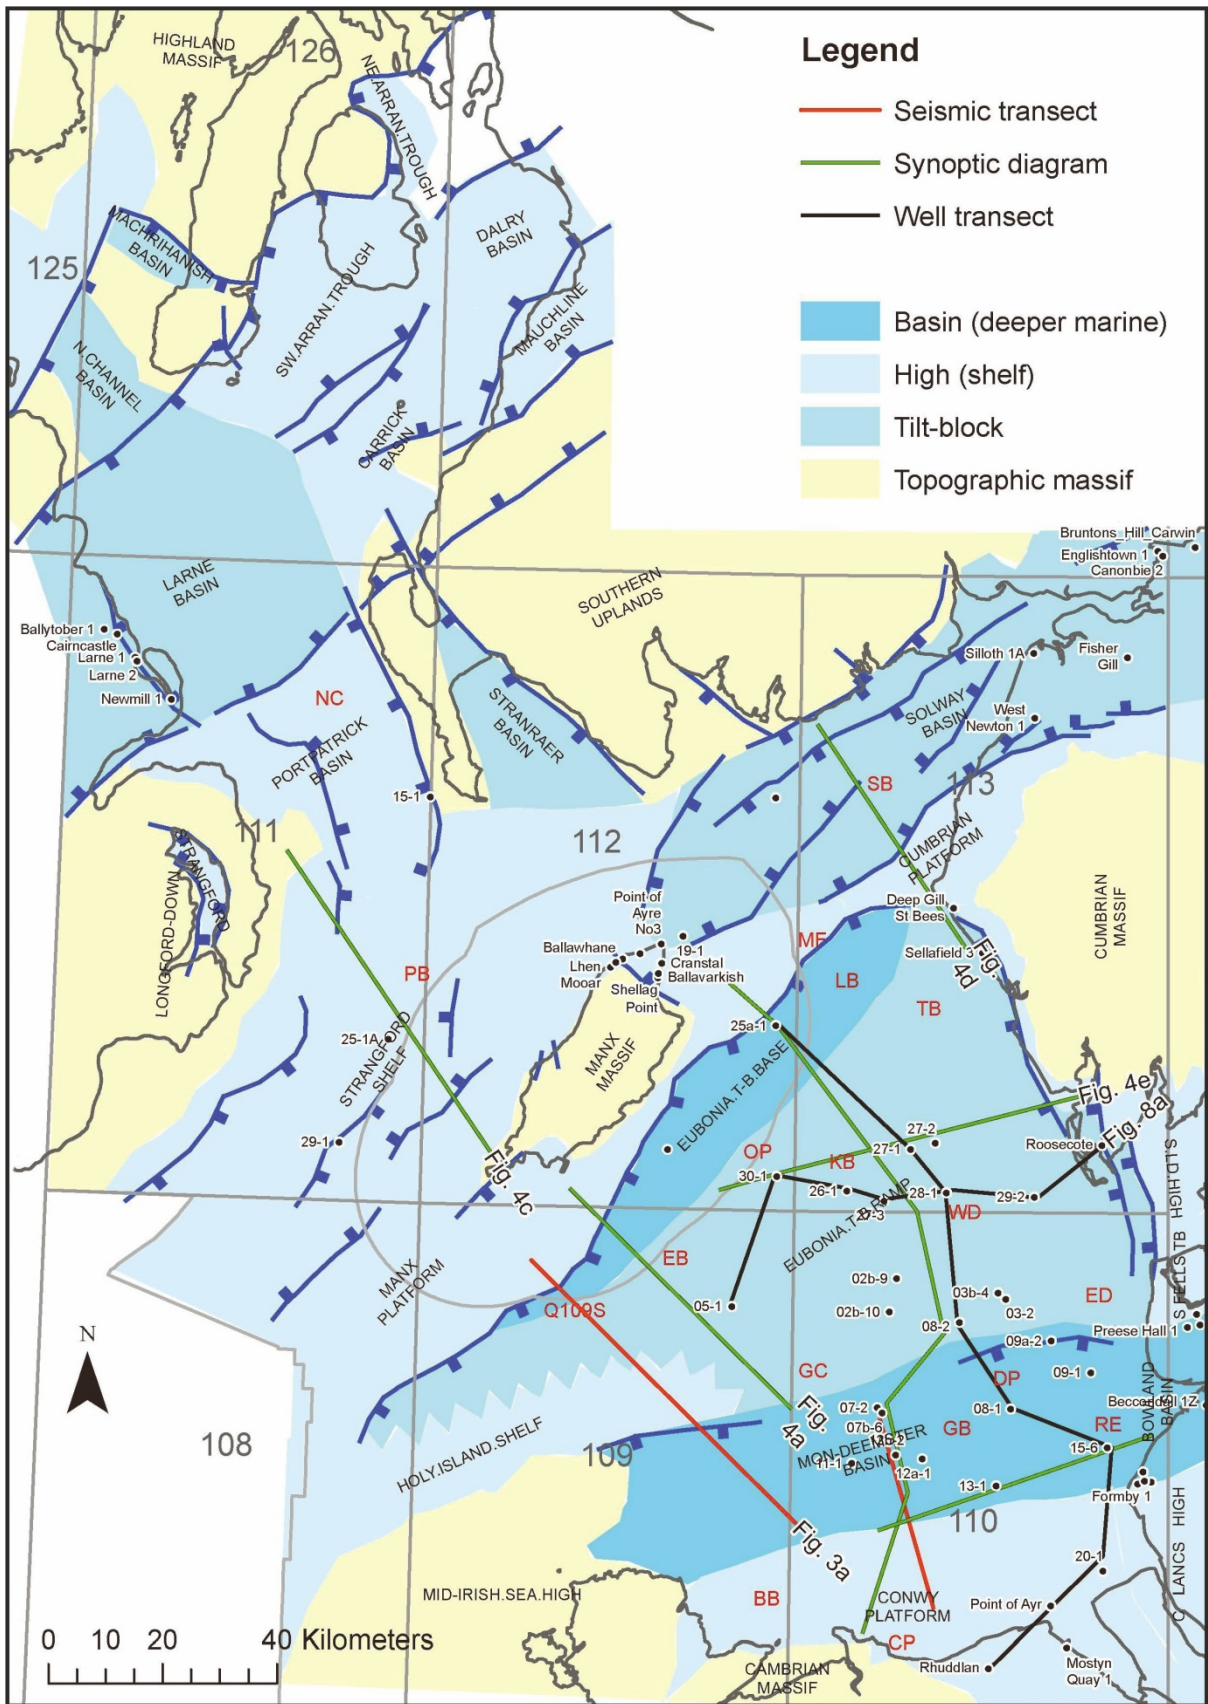 HIGHLAND
MASSIF
126
NE.ARRAN.TROUGH
Legend
Seismic transect
Synoptic diagram
Well transect
Basin (deeper marine)
High (shelf)
Tilt-block
Topographic massif
125
MACHRIHANISH
BASIN
DALRY
BASIN
SW.ARRAN.TROUGH
MAUCHLINE
BASIN
N.CHANNEL
BASIN
CARRICK
BASIN
LARNE
BASIN
SOUTHERN
UPLANDS
Bruntons_Hill_Carwin
Englishtown 1
Canonbie 2
Ballytober 1
Cairncastle
Larne 1
Larne 2
Newmill 1
Silloth 1A
Fisher
Gill
West
Newton 1
NC
PORTPATRICK
BASIN
STRANRAER
BASIN
SOLWAY
BASIN
SB
113
15-1
111
112
STRANGFORD
LONGFORD-DOWN
CUMBRIAN
PLATFORM
CUMBRIAN
MASSIF
Deep Gill
St Bees
Sellafield 3
Fig.
4d
Point of
Ayre
No3
Ballawhane
Lhen
Mooar
19-1
Cranstal
Ballavarkish
Shellag
Point
MF
LB
TB
PB
25-1A
STRANGFORD
SHELF
MANX
MASSIF
25a-1
EUBONIA.T-B.BASE
29-1
Fig. 4c
OP
KB
27-2
27-1
Fig. 4e
Fig. 8a
Roosecote
30-1
26-1
28-1
29-2
WD
EUBONIA.T-B.RAMP
S.LD.HIGH
S FELLS TB
MANX
PLATFORM
EB
Q109S
05-1
02b-9
02b-10
03b-4
03-2
ED
08-2
09a-2
Preese Hall 1
09-1
GC
DP
Fig.
4a
07-2
07b-6
08-1
GB
RE
BOWLAND
BASIN
108
109
HOLY.ISLAND.SHELF
MON-DEEMSTER
BASIN
11-1
12a-1
13-1
15-6
Formby 1
110
Fig. 3a
20-1
C LANCS HIGH
MID-IRISH.SEA.HIGH
BB
CONWY
PLATFORM
CP
Point of Ayr
Rhuddlan
Mostyn
Quay 1
CAMBRIAN
MASSIF
N
0 10 20 40 Kilometers